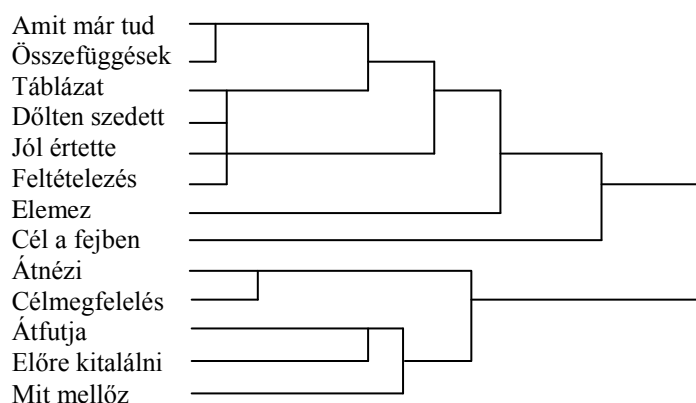 Amit már tud
Összefüggések
Táblázat
Dőlten szedett
Jól értette
Feltételezés
Elemez
Cél a fejben
Átnézi
Célmegfelelés
Átfutja
Előre kitalálni
Mit mellőz